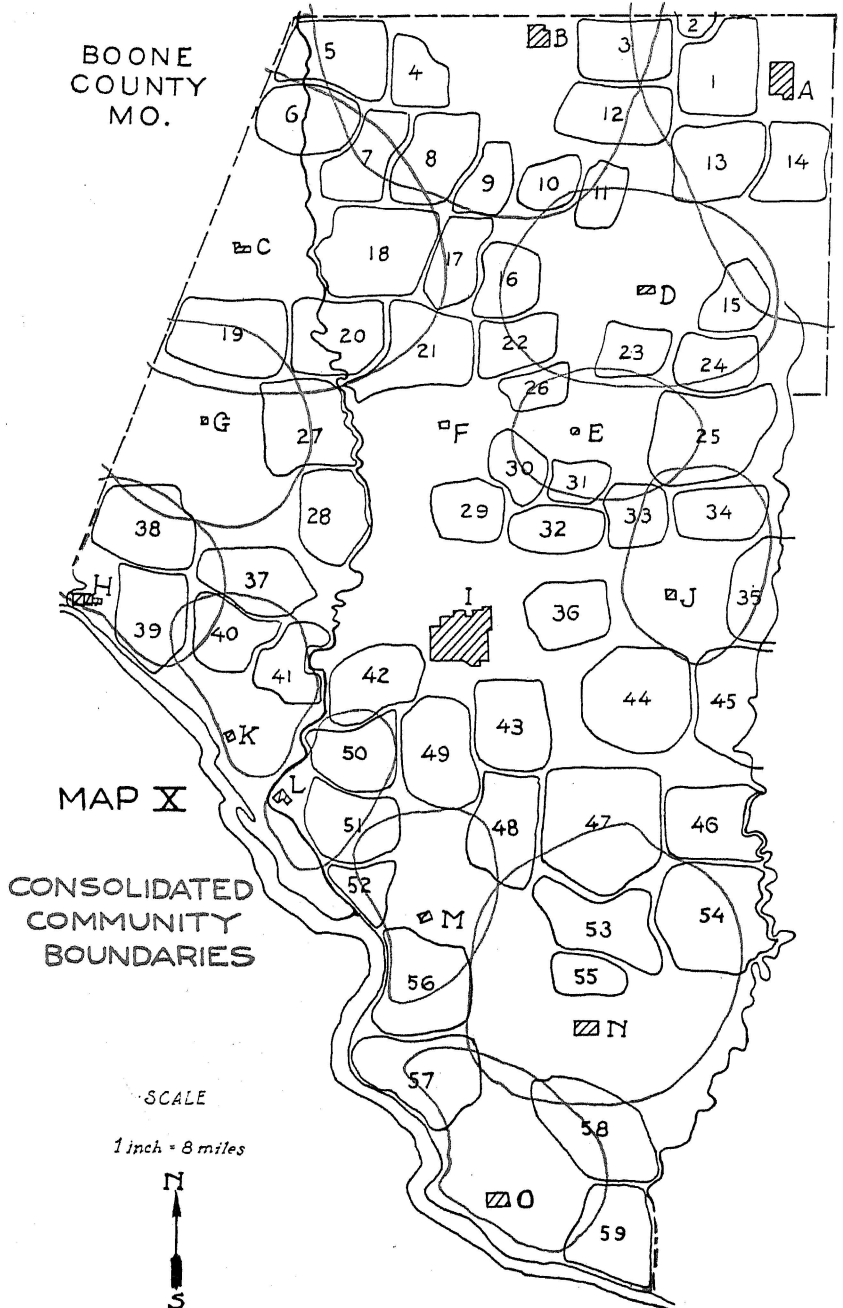 BOONE
COUNTY
MO.
5
4
B
3
2
1
A
6
7
8
9
10
11
12
13
14
C
18
17
16
D
15
19
20
21
22
23
24
26
G
27
F
E
25
30
31
28
29
32
33
34
38
37
H
39
40
41
I
36
J
35
42
43
44
45
K
50
49
L
MAP X
51
48
47
46
52
CONSOLIDATED
COMMUNITY
BOUNDARIES
M
53
54
55
56
N
57
58
SCALE
1 inch = 8 miles
N
S
O
59